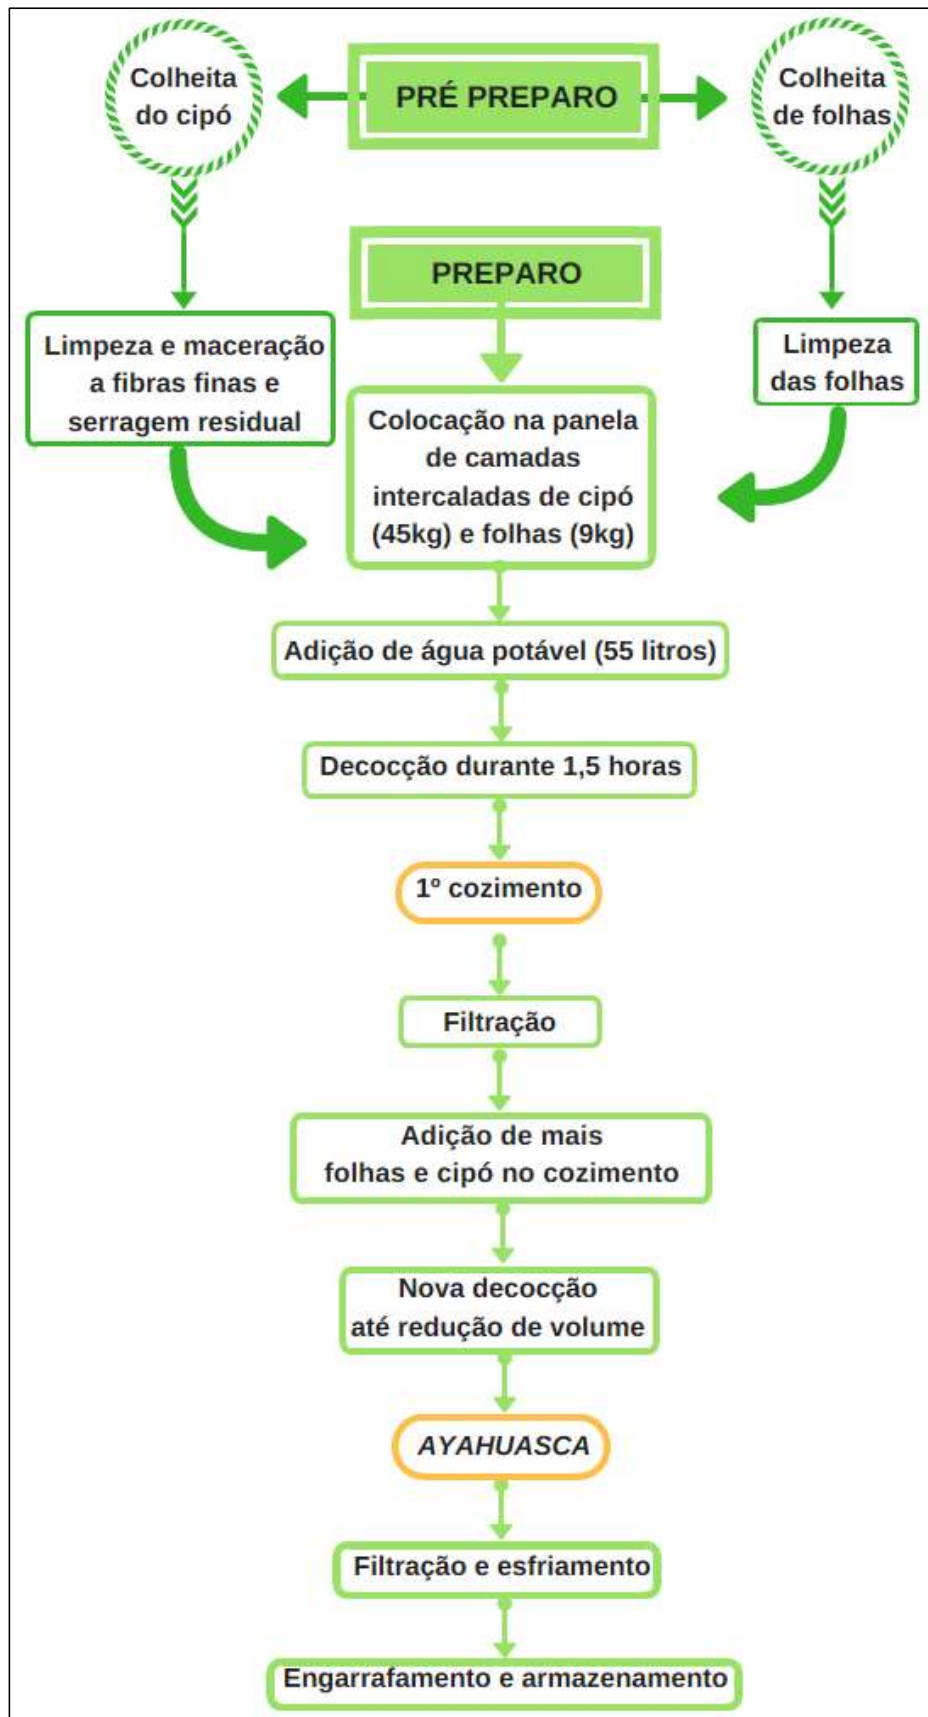 PRÉ PREPARO
Colheita
do cipó
Colheita
de folhas
Limpeza e maceração
a fibras finas e
serragem residual
Limpeza
das folhas
PREPARO
Colocação na panela
de camadas
intercaladas de cipó
(45kg) e folhas (9kg)
Adição de água potável (55 litros)
Decocção durante 1,5 horas
1º cozimento
Filtração
Adição de mais
folhas e cipó no cozimento
Nova decocção
até redução de volume
AYAHUASCA
Filtração e esfriamento
Engarrafamento e armazenamento